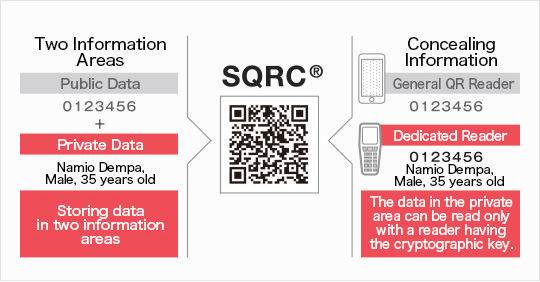 Two Information
Areas
Public Data
0123456
+
Private Data
Namio Dempa,
Male, 35 years old
Storing data
in two information
areas
SQRC®
Concealing
Information
General QR Reader
0123456
Dedicated Reader
0123456
Namio Dempa,
Male, 35 years old
The data in the private
area can be read only
with a reader having
the cryptographic key.